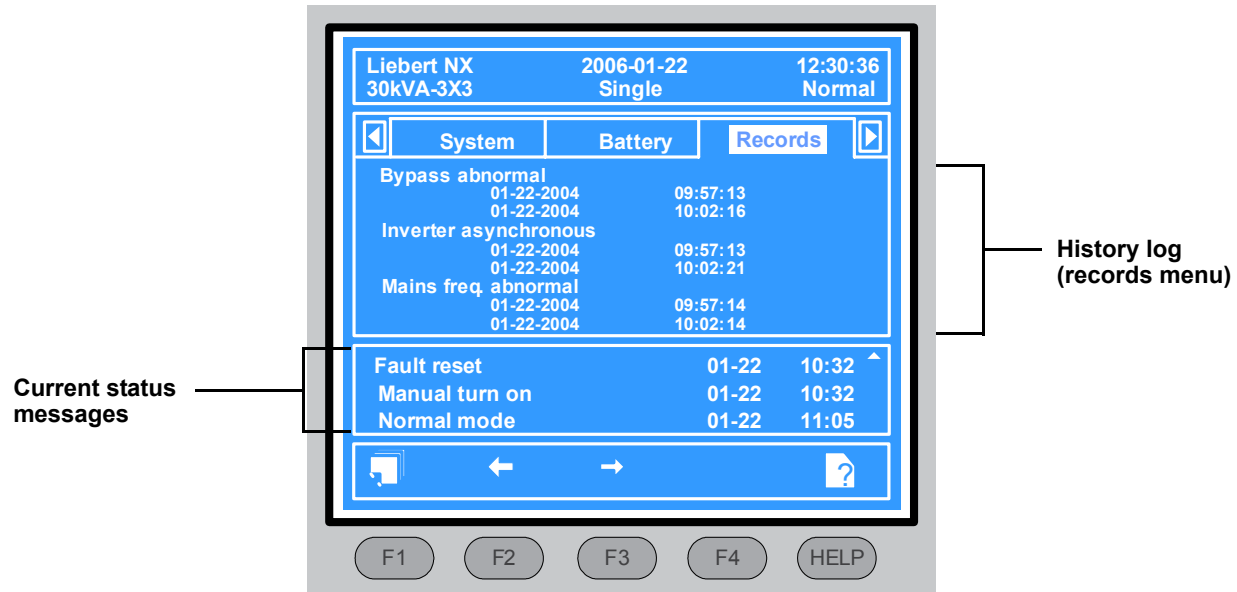 Liebert NX 2006-01-22 12:30:36
30kVA-3X3 Single Normal
System Battery Records
Bypass abnormal
01-22-2004 09:57:13
01-22-2004 10:02:16
Inverter asynchronous
01-22-2004 09:57:13
01-22-2004 10:02:21
Mains freq. abnormal
01-22-2004 09:57:14
01-22-2004 10:02:14
History log
(records menu)
Fault reset 01-22 10:32
Manual turn on 01-22 10:32
Normal mode 01-22 11:05
Current status
messages
?
F1 F2 F3 F4 HELP